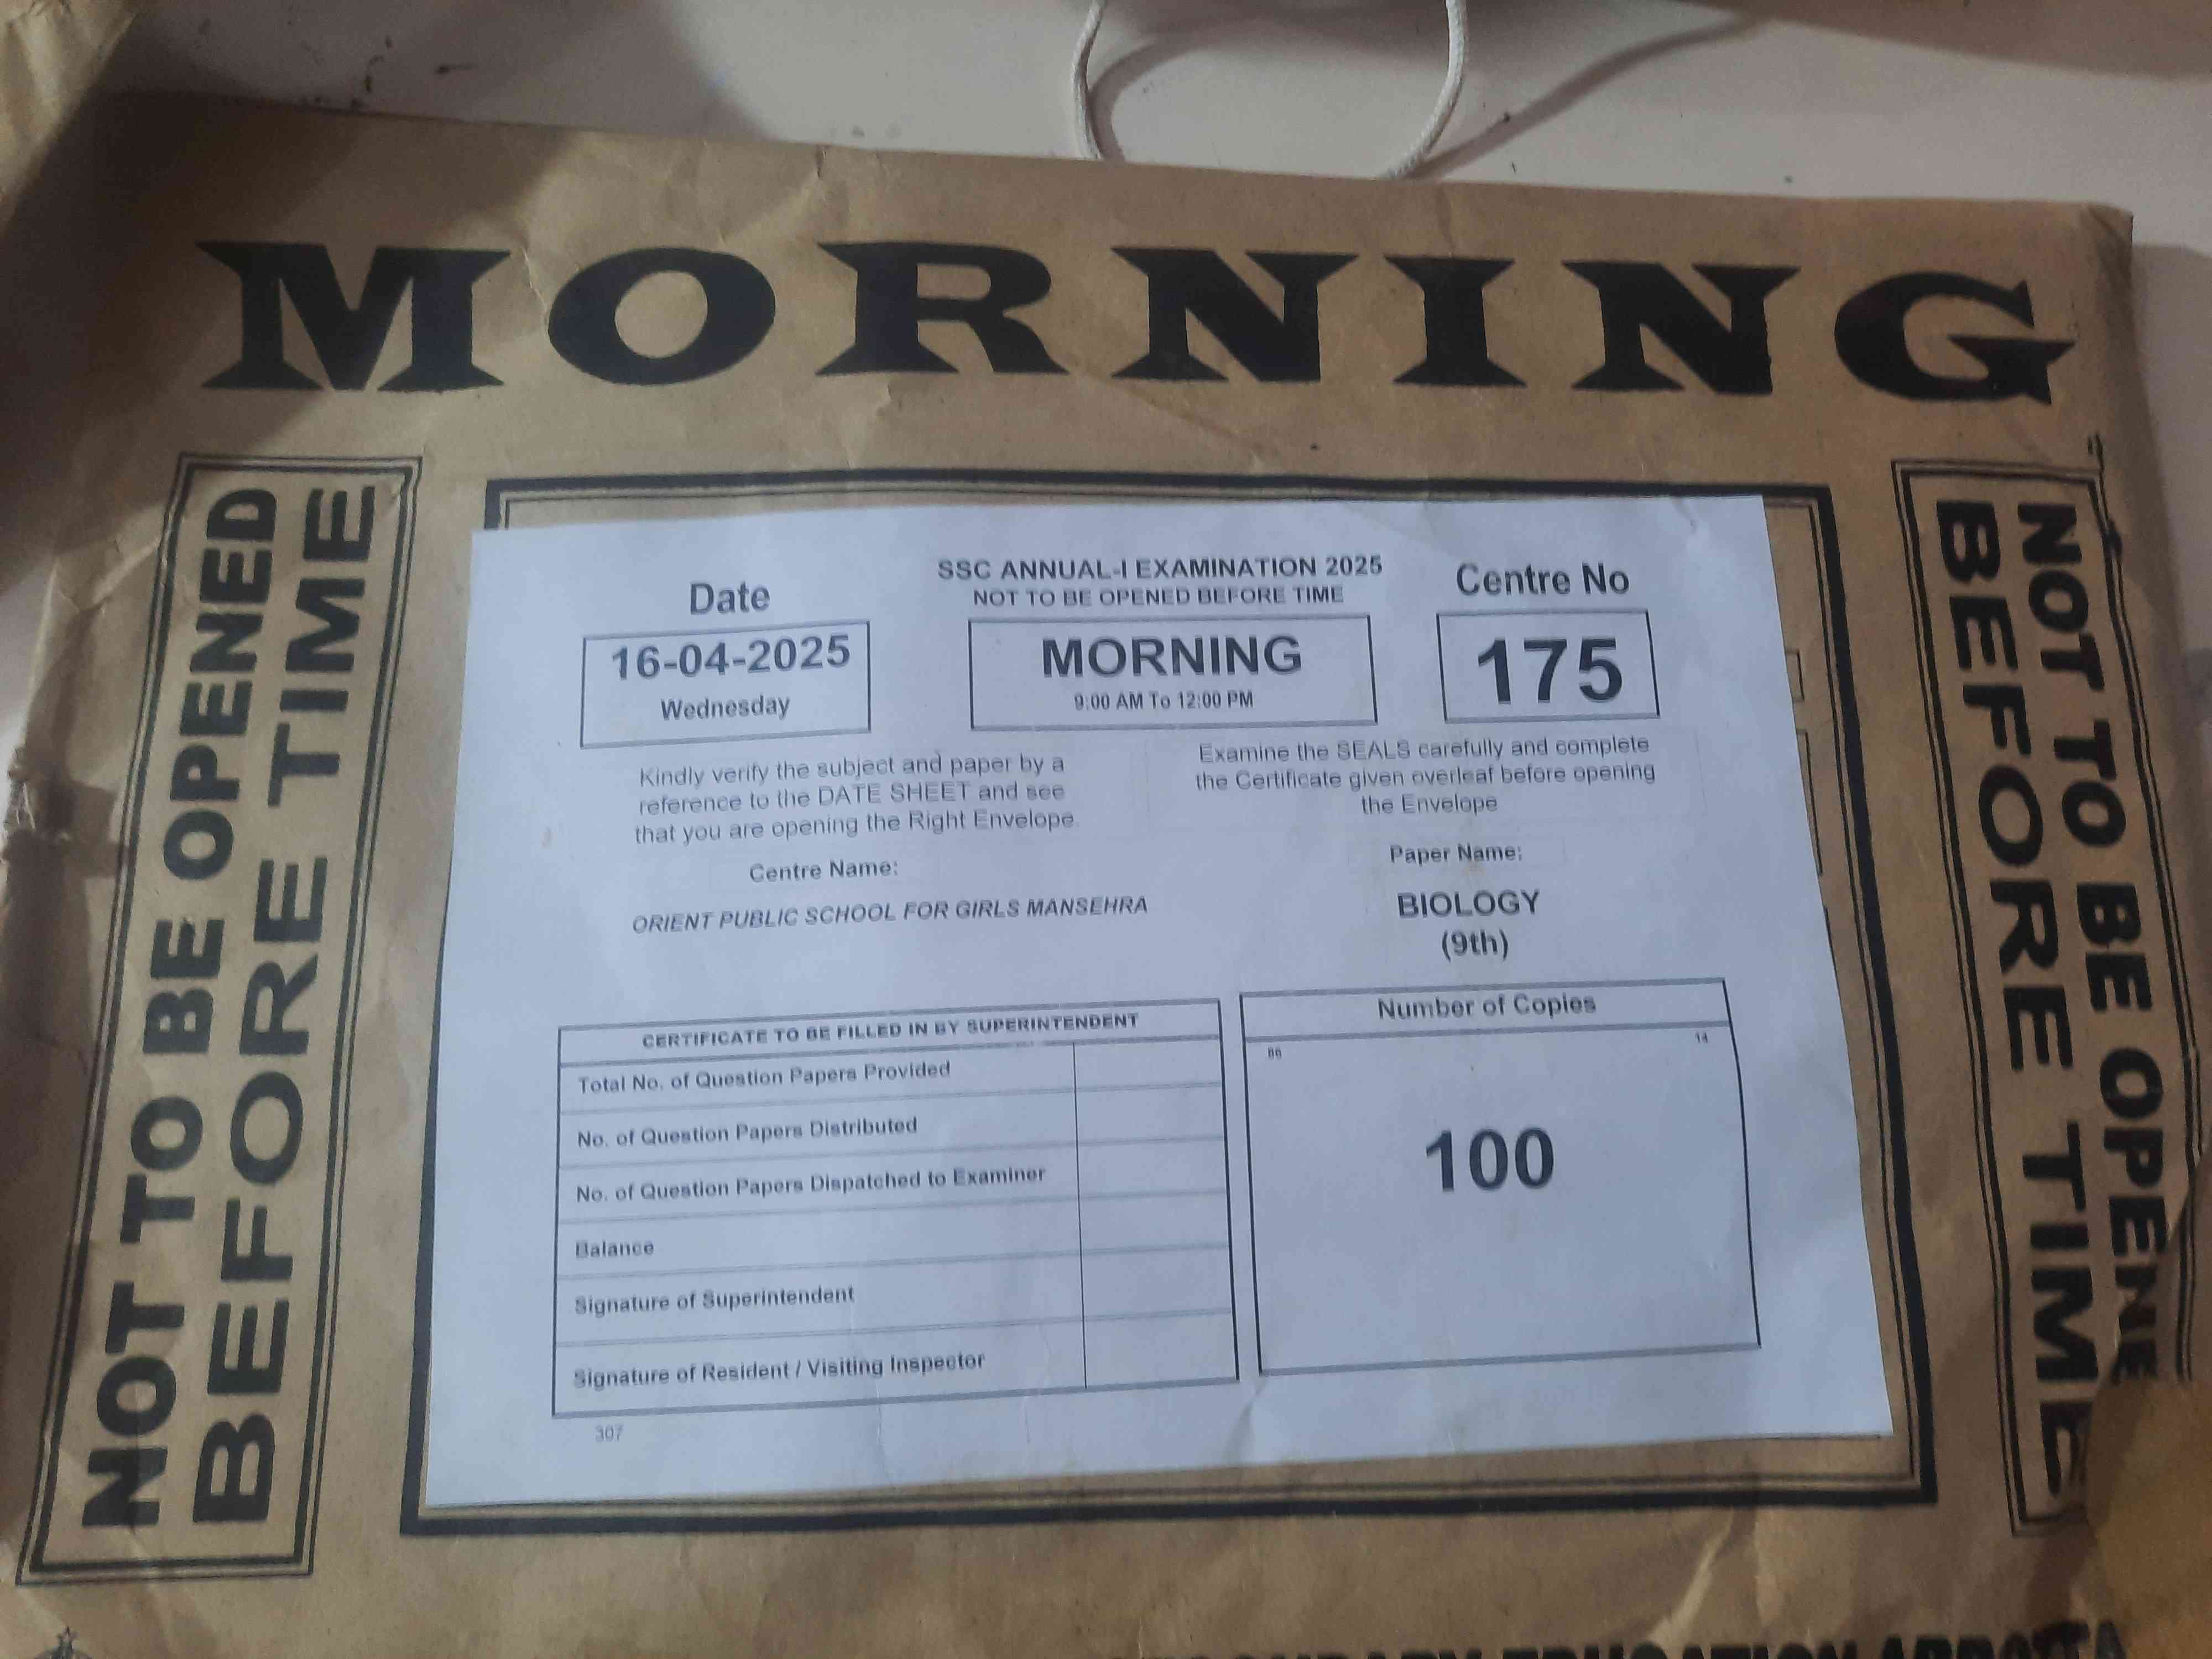 MORNING
NOT TO BE OPENED
BEFORE TIME
SSC ANNUAL-I EXAMINATION 2025
NOT TO BE OPENED BEFORE TIME
Date
16-04-2025
Wednesday
MORNING
9:00 AM To 12:00 PM
Centre No
175
Kindly verify the subject and paper by a
reference to the DATE SHEET and see
that you are opening the Right Envelope.
Examine the SEALS carefully and complete
the Certificate given overleaf before opening
the Envelope
Centre Name:
ORIENT PUBLIC SCHOOL FOR GIRLS MANSEHRA
Paper Name:
BIOLOGY
(9th)
CERTIFICATE TO BE FILLED IN BY SUPERINTENDENT
Total No. of Question Papers Provided
No. of Question Papers Distributed
No. of Question Papers Dispatched to Examiner
Balance
Signature of Superintendent
Signature of Resident / Visiting Inspector
307
Number of Copies
86 14
100
NOT TO BE OPENE
BEFORE TIME
EDUCATION